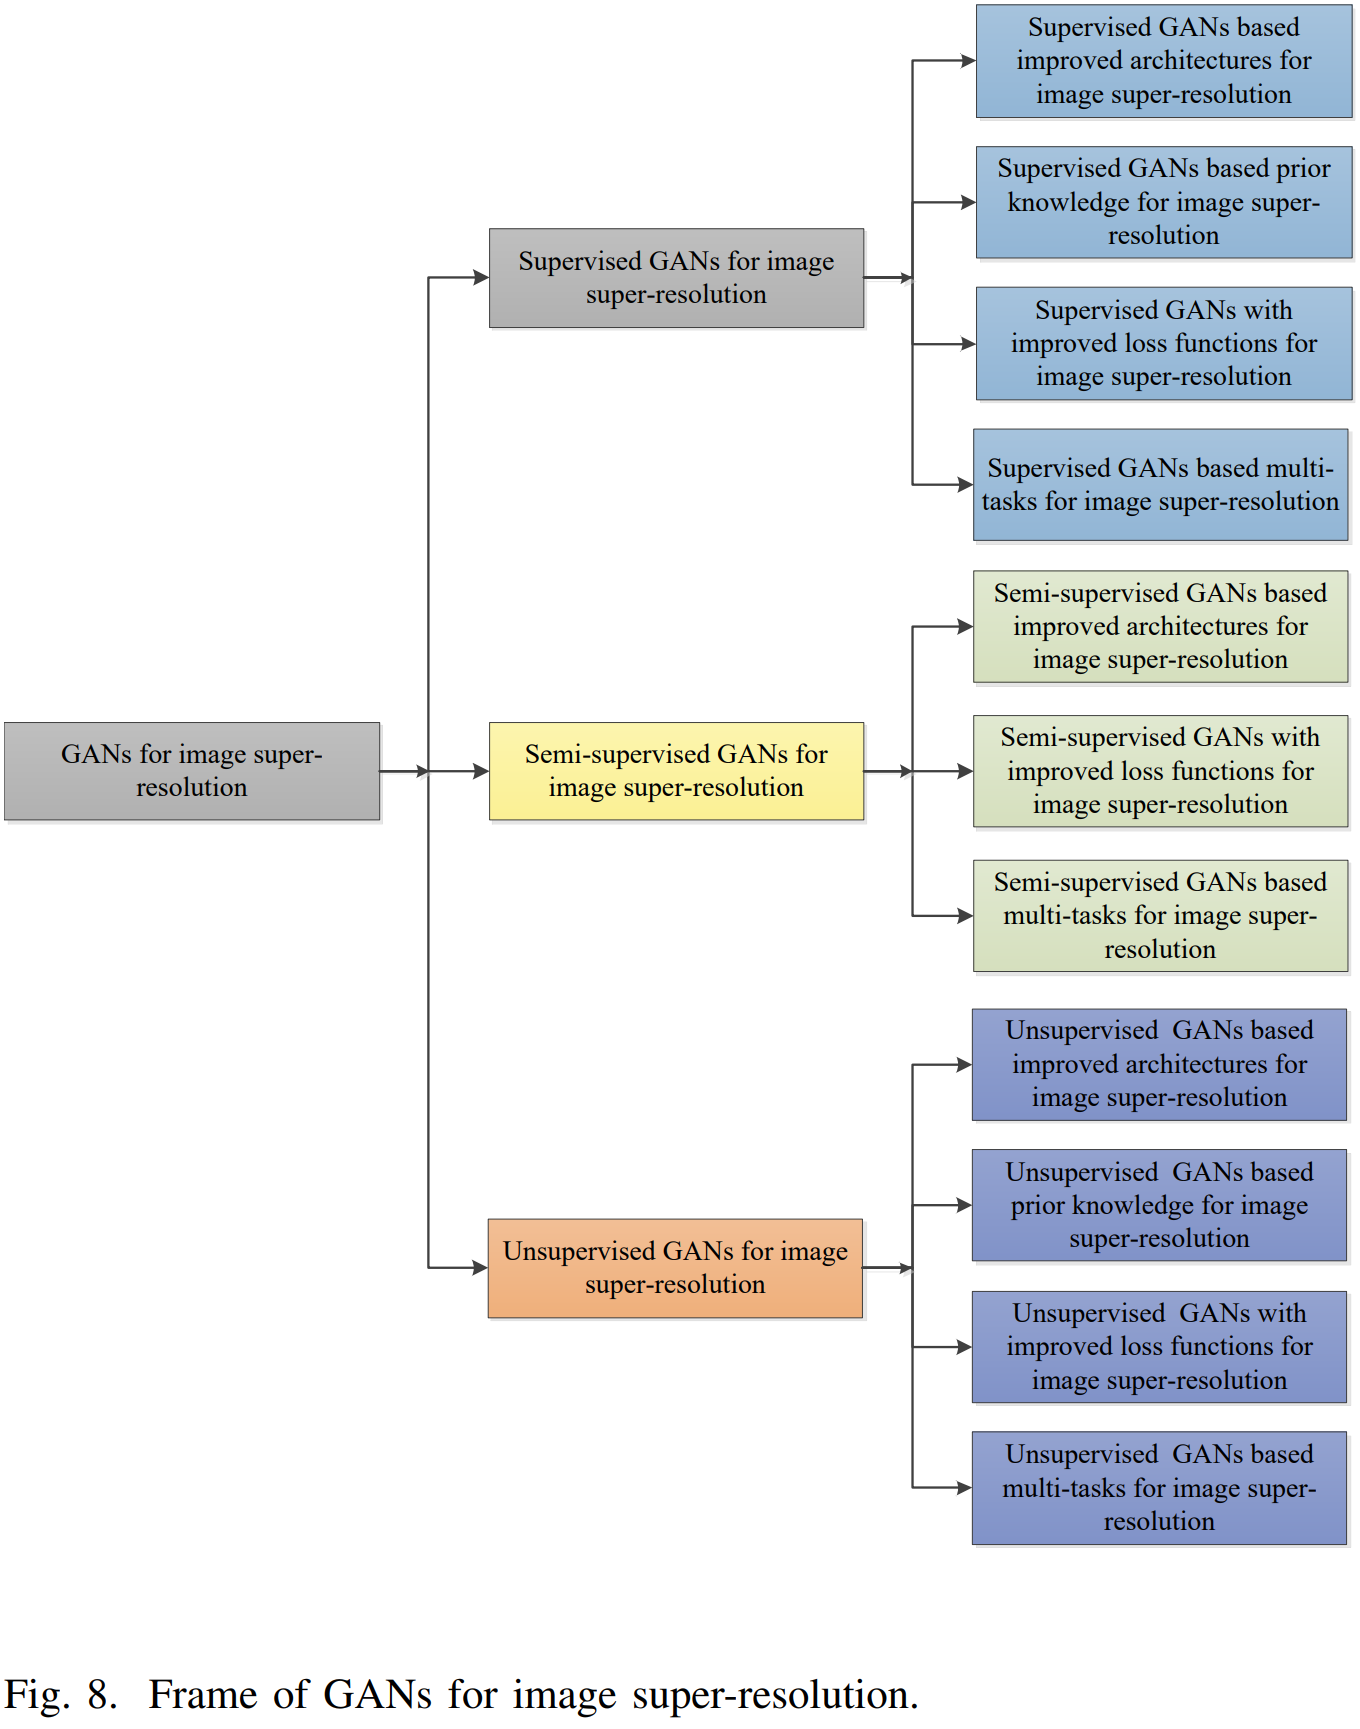 Supervised GANs based
improved architectures for
image super-resolution
Supervised GANs based prior
knowledge for image super-
resolution
Supervised GANs for image
super-resolution
Supervised GANs with
improved loss functions for
image super-resolution
Supervised GANs based multi-
tasks for image super-resolution
Semi-supervised GANs based
improved architectures for
image super-resolution
GANs for image super-
resolution
Semi-supervised GANs for
image super-resolution
Semi-supervised GANs with
improved loss functions for
image super-resolution
Semi-supervised GANs based
multi-tasks for image super-
resolution
Unsupervised  GANs based
improved architectures for
image super-resolution
Unsupervised  GANs based
prior knowledge for image
super-resolution
Unsupervised GANs for image
super-resolution
Unsupervised  GANs with
improved loss functions for
image super-resolution
Unsupervised  GANs based
multi-tasks for image super-
resolution
Fig. 8. Frame of GANs for image super-resolution.